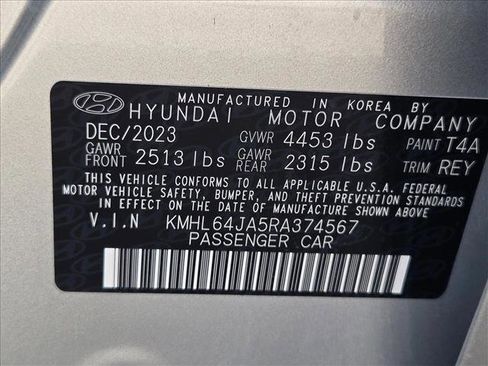 MANUFACTURED IN KOREA BY
HYUNDAI MOTOR COMPANY
DEC/2023 GVWR 4453 lbs PAINT T4A
GAWR FRONT 2513 lbs GAWR REAR 2315 lbs TRIM REY
THIS VEHICLE CONFORMS TO ALL APPLICABLE U.S.A. FEDERAL
MOTOR VEHICLE SAFETY, BUMPER, AND THEFT PREVENTION STANDARDS
IN EFFECT ON THE DATE OF MANUFACTURE SHOWN ABOVE
V.I.N KMHL64JA5RA374567
PASSENGER CAR